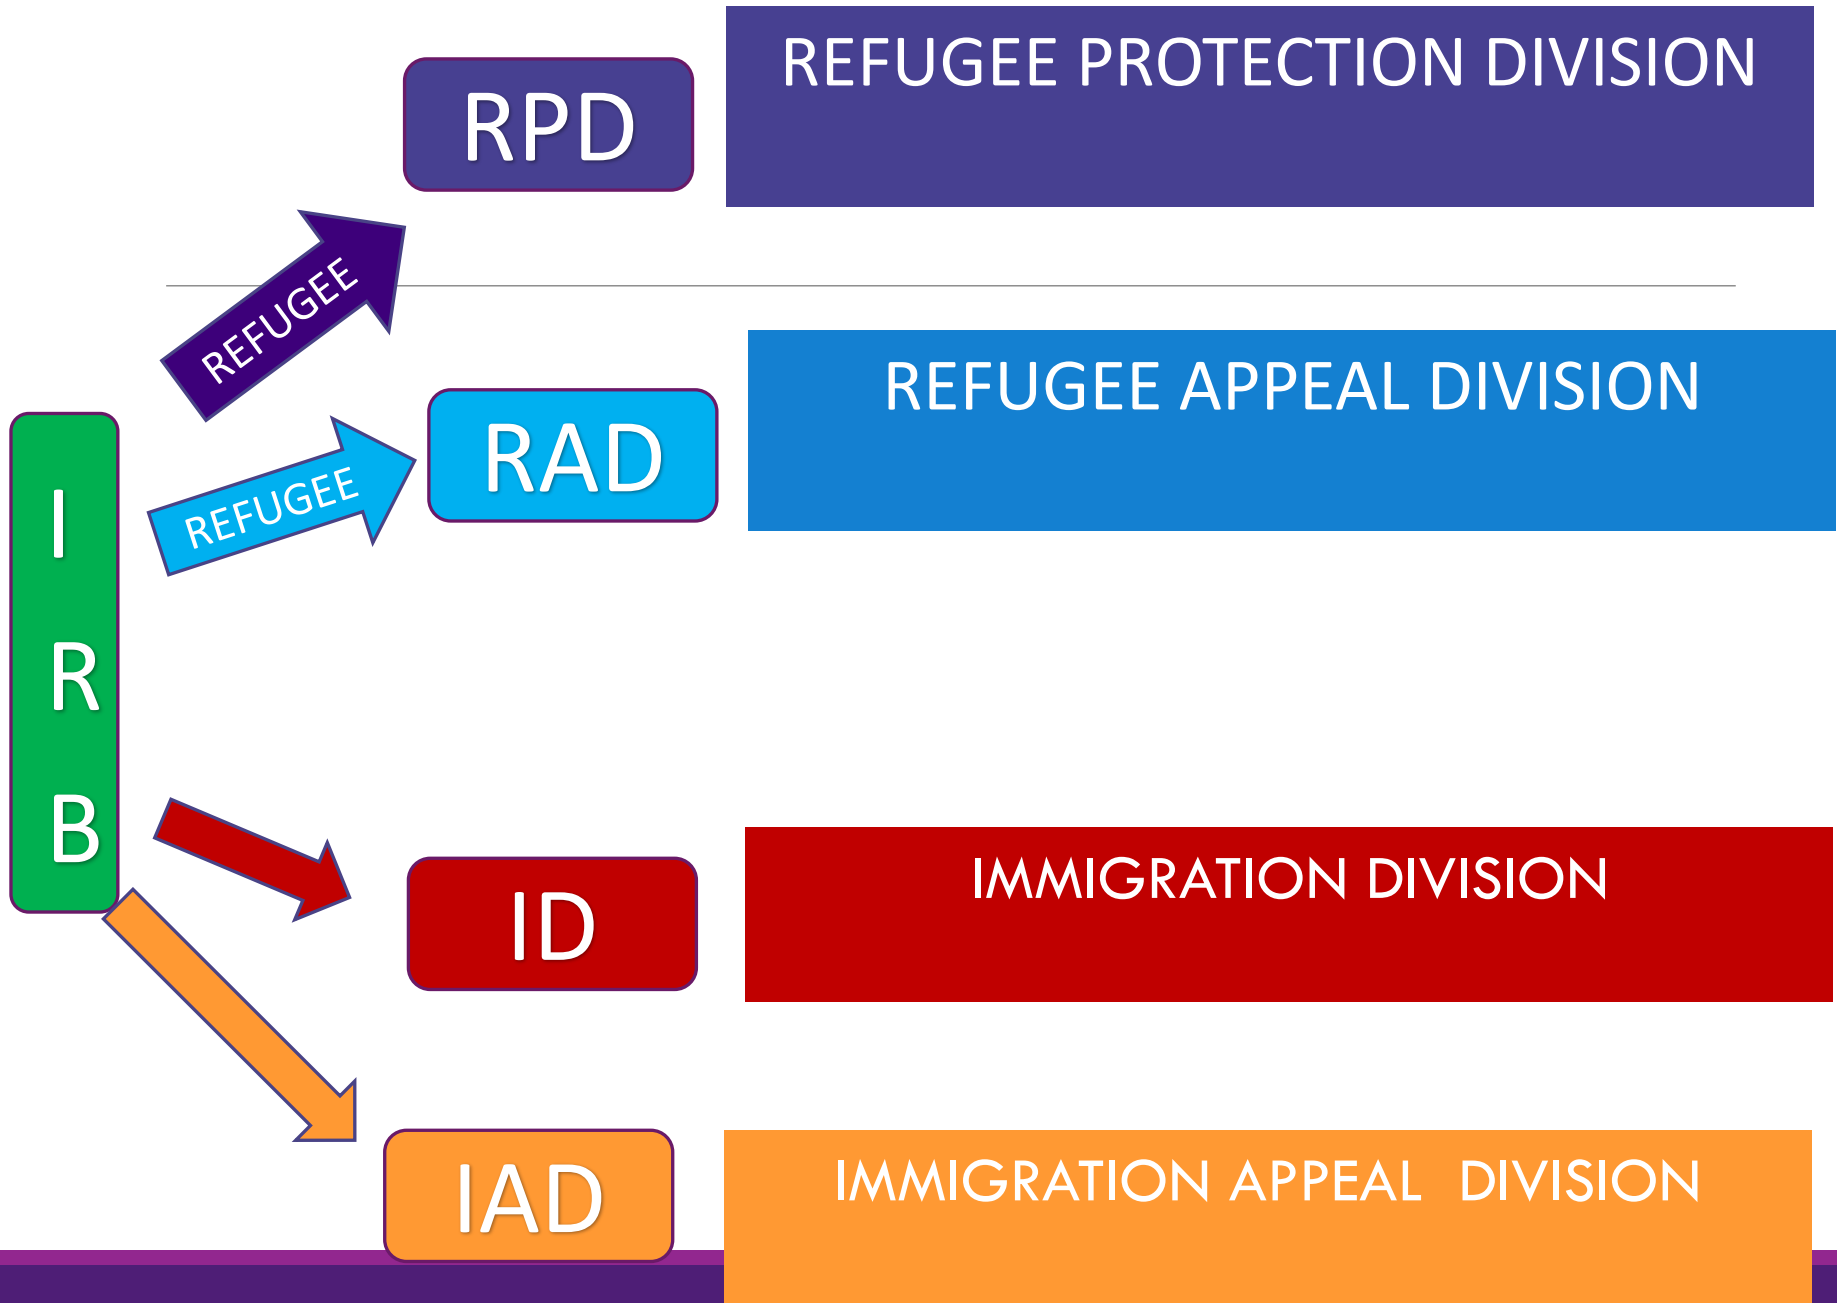 RPD
REFUGEE PROTECTION DIVISION
REFUGEE
RAD
REFUGEE APPEAL DIVISION
REFUGEE
I
R
B
ID
IMMIGRATION DIVISION
IAD
IMMIGRATION APPEAL  DIVISION